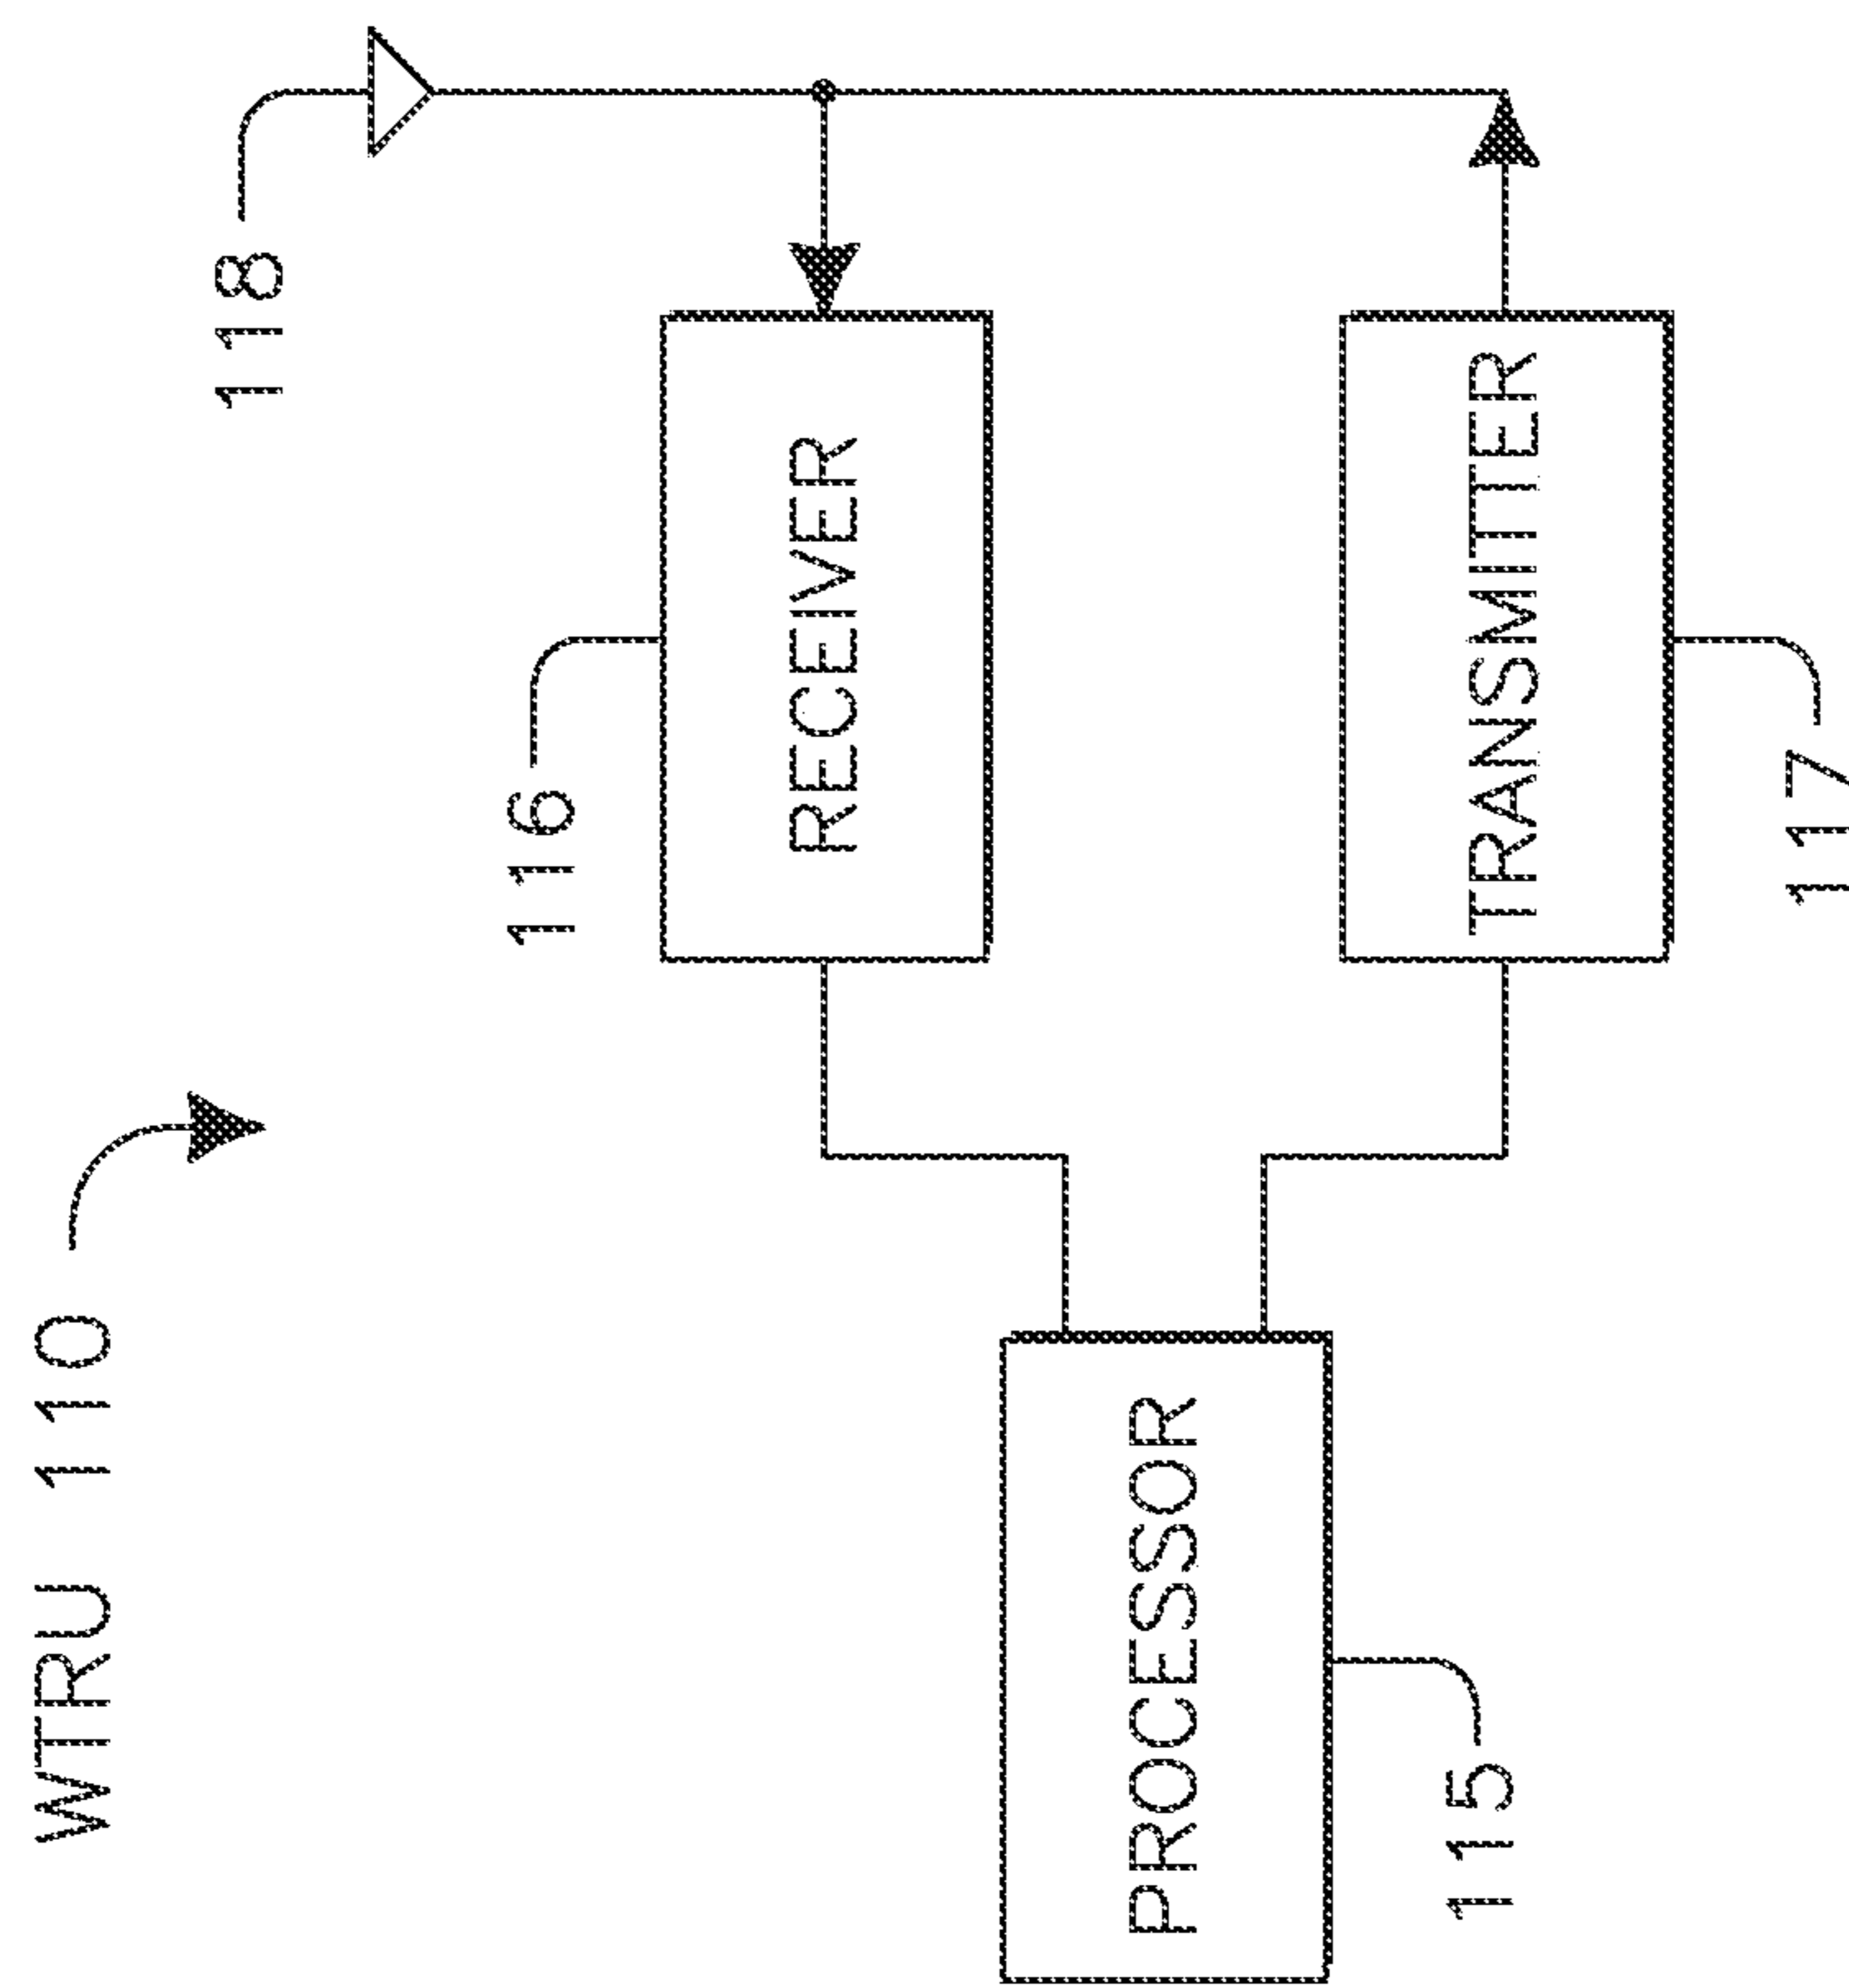 WTRU 110
118
116
RECEIVER
PROCESSOR
115
TRANSMITTER
117